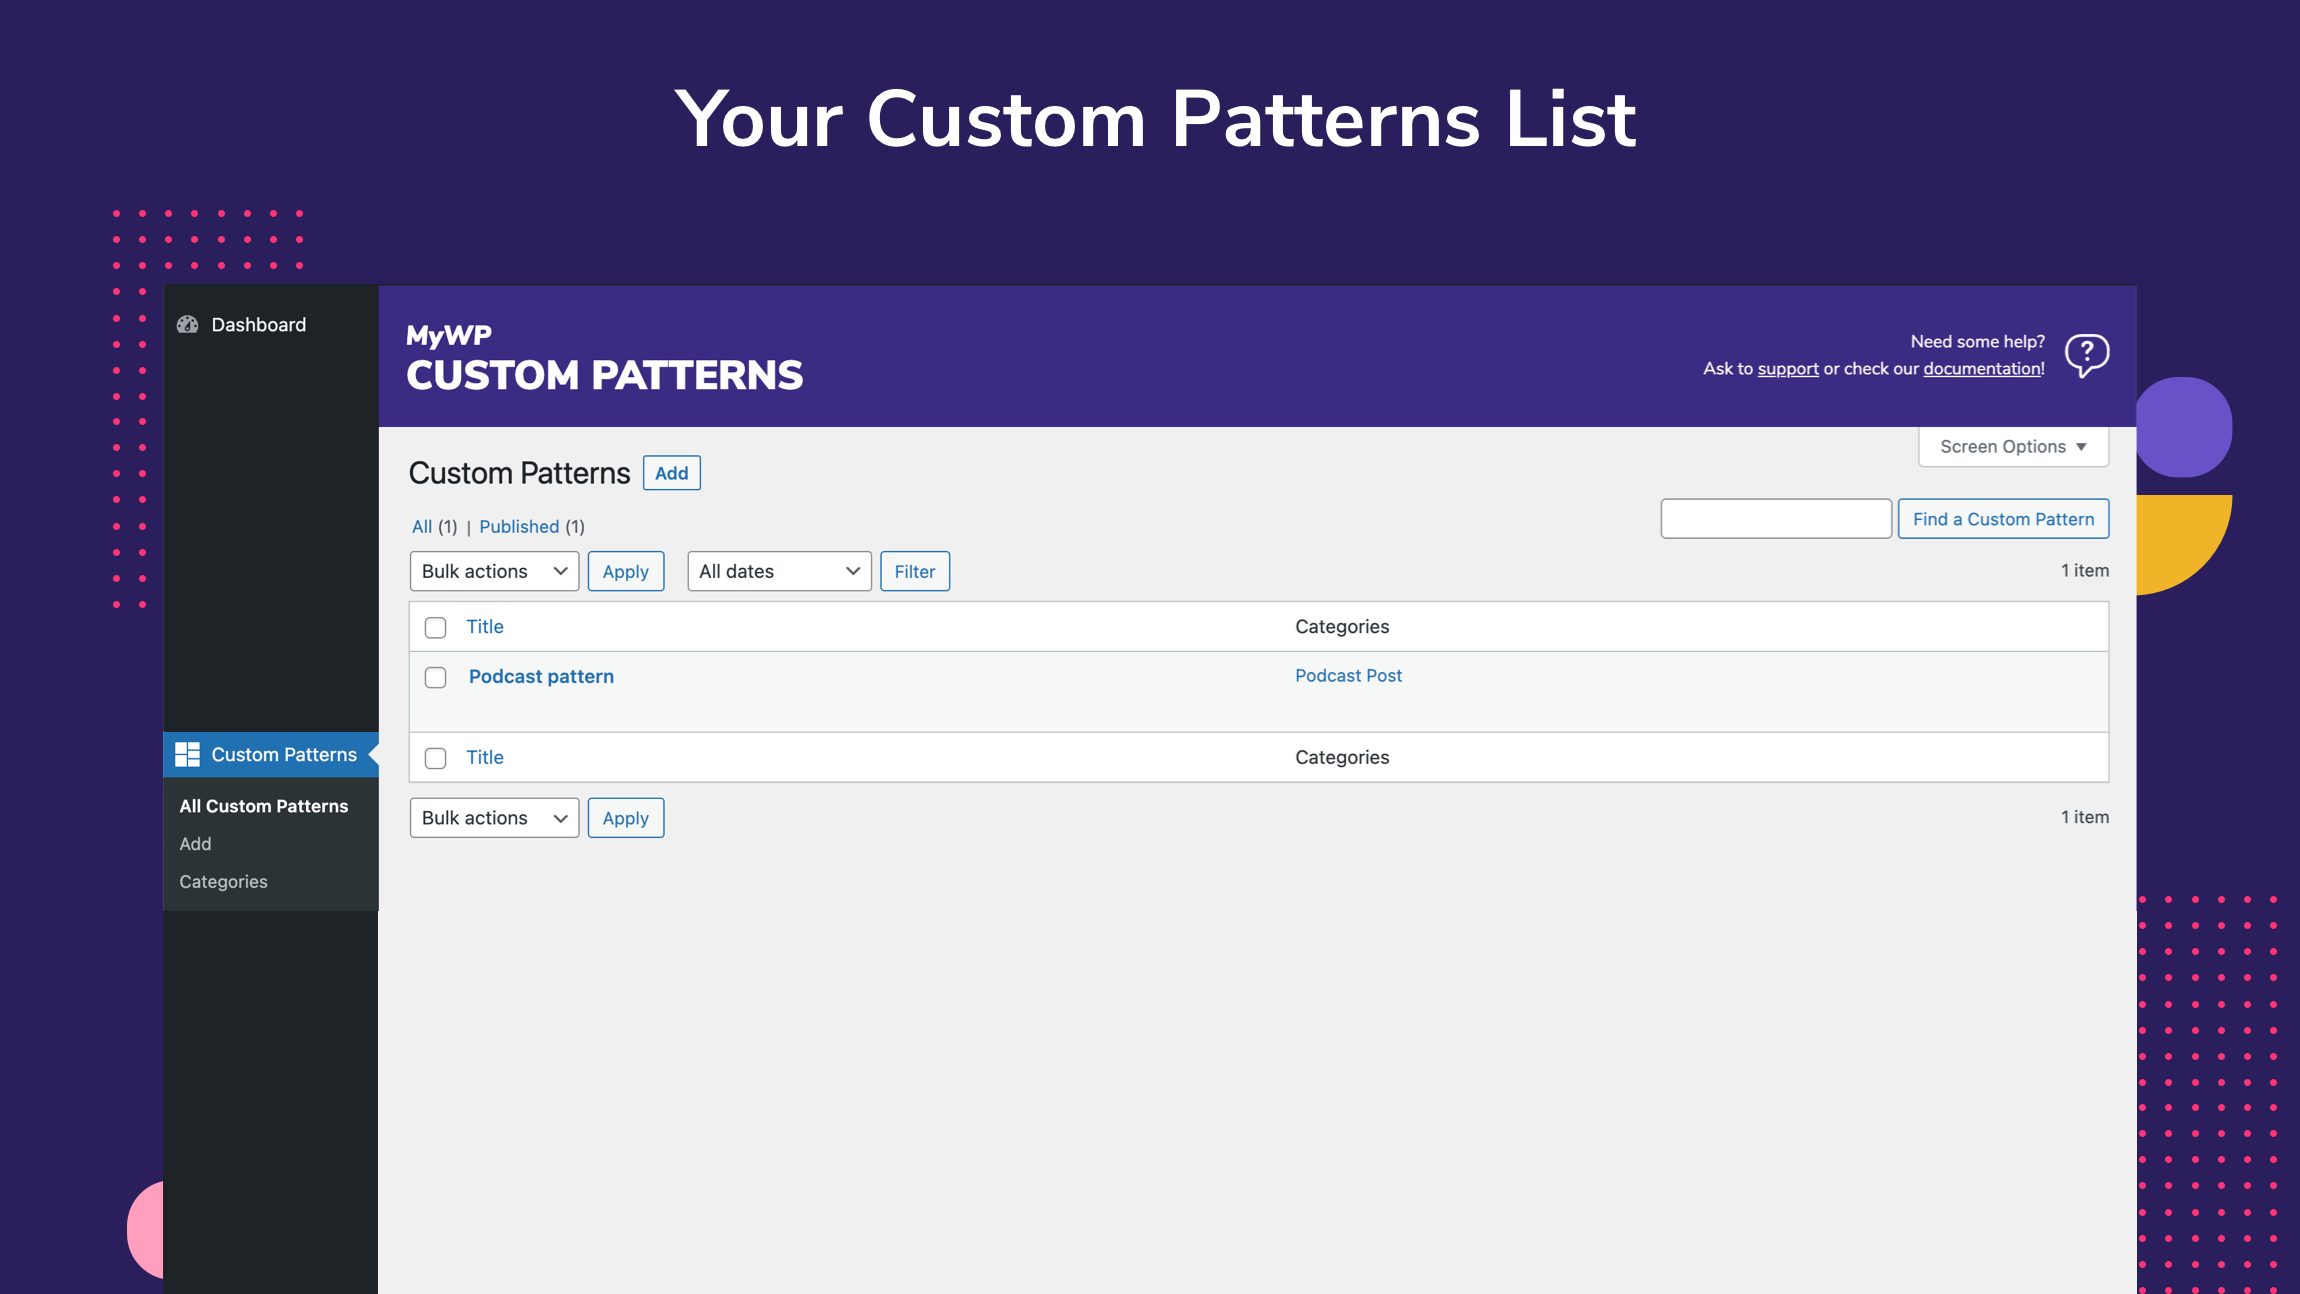 Your Custom Patterns List
Dashboard
MyWP
CUSTOM PATTERNS
Need some help?
Ask to support or check our documentation!
Screen Options
Custom Patterns Add
All (1) | Published (1)
Find a Custom Pattern
Bulk actions Apply All dates Filter
1 item
Title Categories
Podcast pattern Podcast Post
Title Categories
Bulk actions Apply
1 item
Custom Patterns
All Custom Patterns
Add
Categories